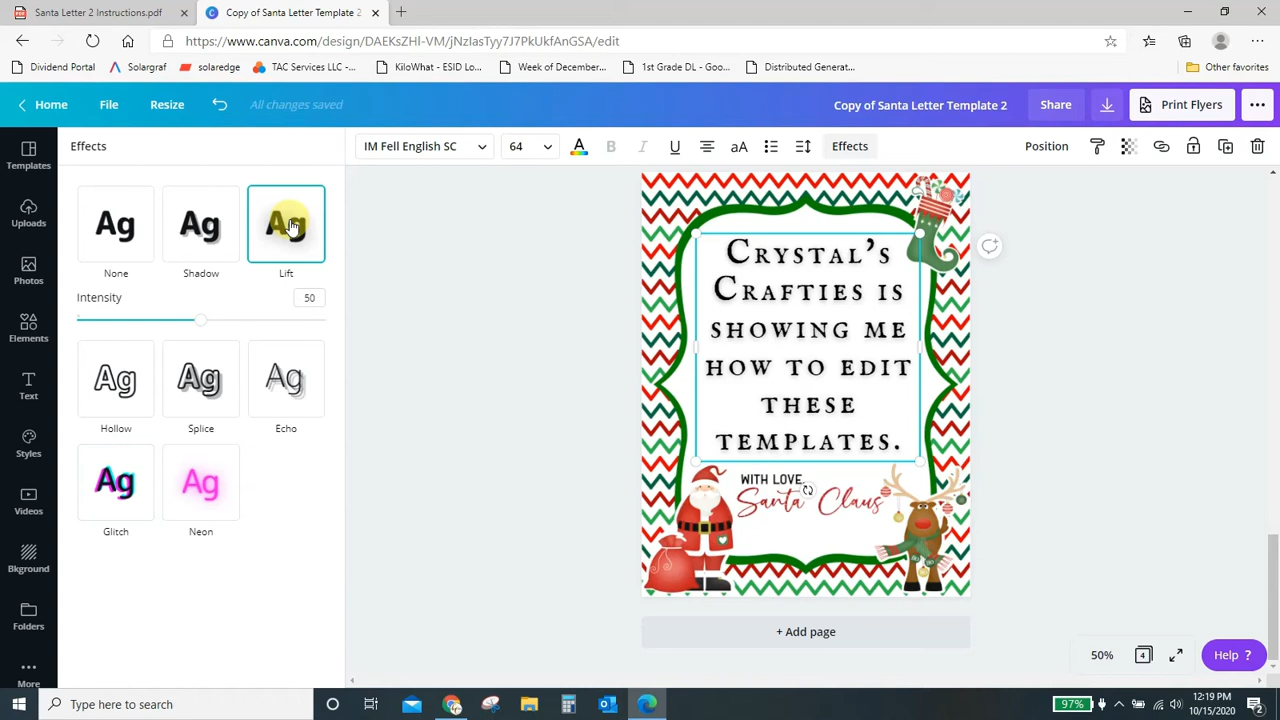 Santa Letter 2 Instructions.pdf
Copy of Santa Letter Template 2
https://www.canva.com/design/DAEKsZHl-VM/jNzIasTyy7J7PkUkfAnGSA/edit
Dividend Portal
Solargraf
solaredge
TAC Services LLC -...
KiloWhat - ESID Lo...
Week of December...
1st Grade DL - Goo...
Distributed Generat...
Other favorites
Home
File
Resize
All changes saved
Copy of Santa Letter Template 2
Share
Print Flyers
Templates
Effects
IM Fell English SC
64
A
B
I
U
aA
Effects
Position
Uploads
Photos
Elements
Text
Styles
Videos
Bkground
Folders
More
Ag
Ag
Ag
None
Shadow
Lift
Intensity
50
Ag
Ag
Ag
Hollow
Splice
Echo
Ag
Ag
Glitch
Neon
Crystal's
Crafties is
showing me
how to edit
these
templates.
WITH LOVE,
Santa Claus
+ Add page
50%
4
Help ?
Type here to search
97%
12:19 PM
10/15/2020
2